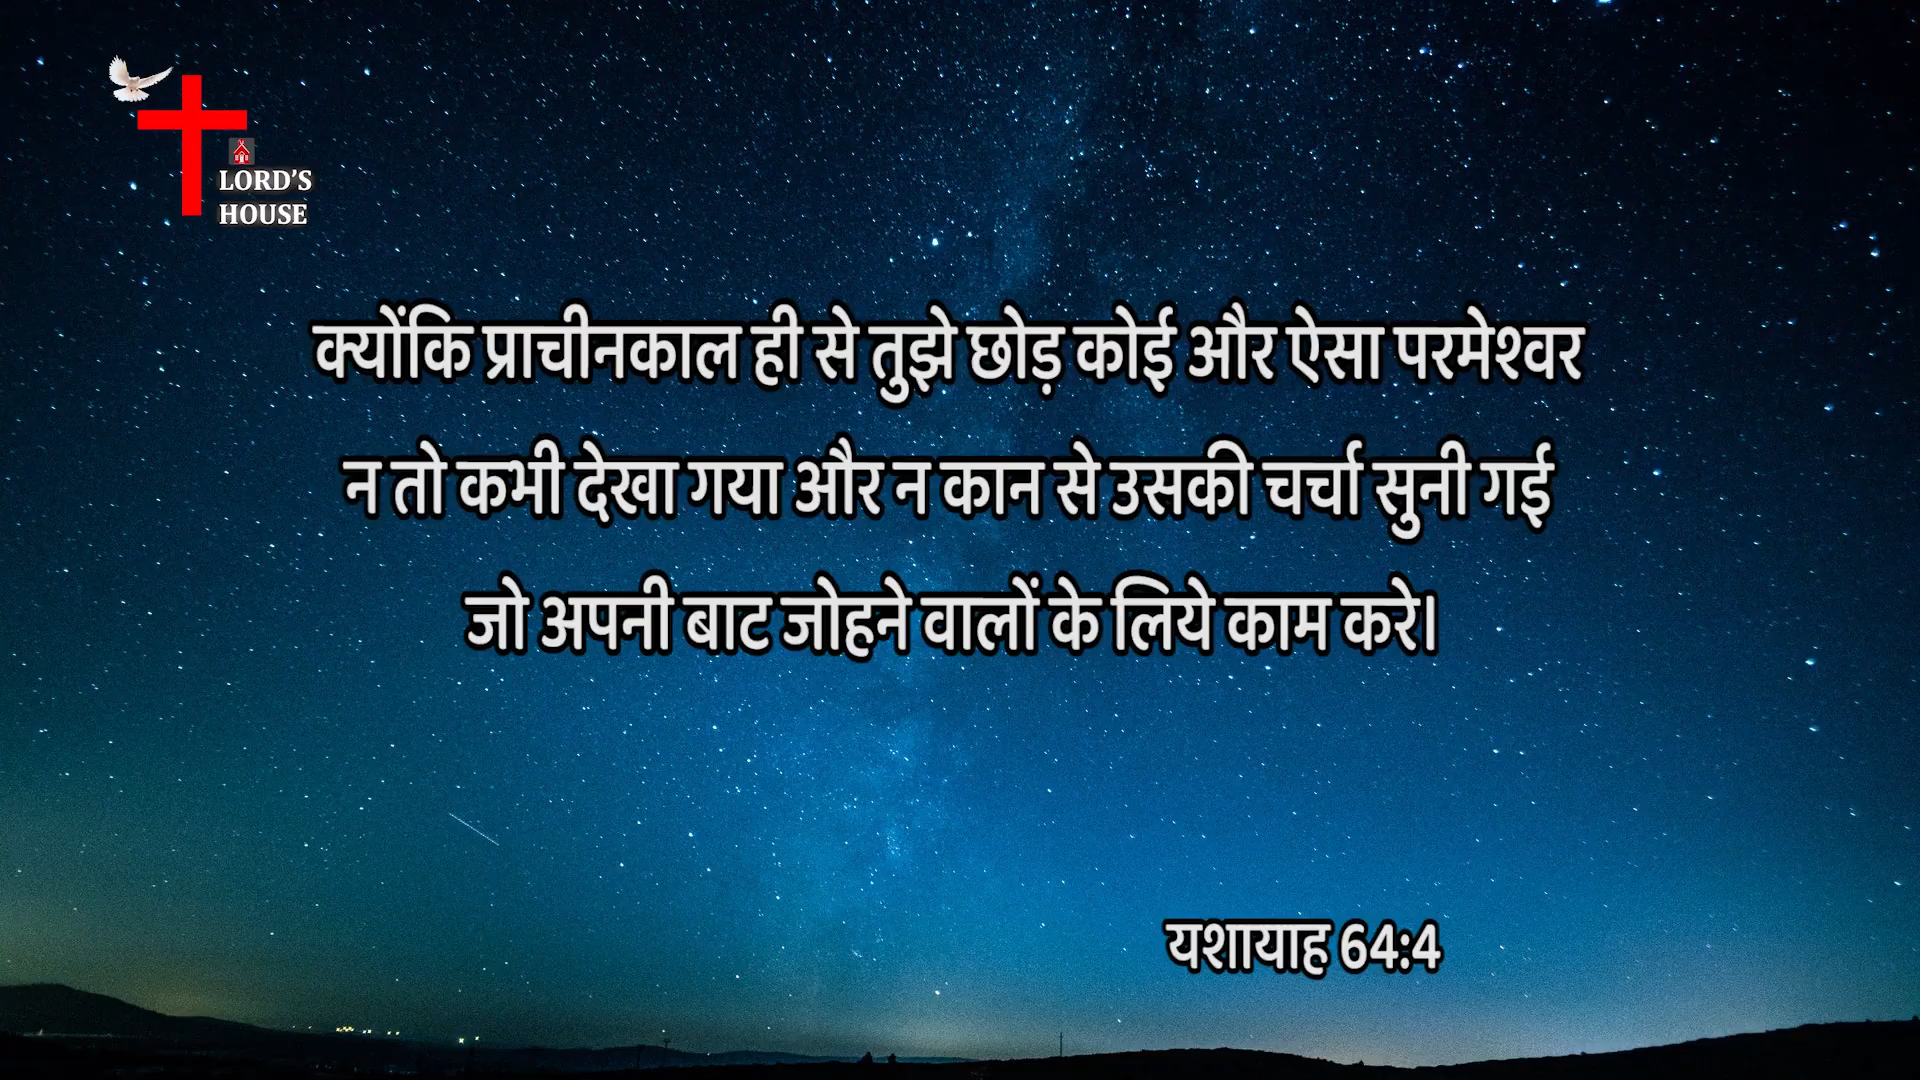 LORD'S
HOUSE
क्योंकि प्राचीनकाल ही से तुझे छोड़ कोई और ऐसा परमेश्वर
न तो कभी देखा गया और न कान से उसकी चर्चा सुनी गई
जो अपनी बाट जोहने वालों के लिये काम करे।
यशायाह 64:4